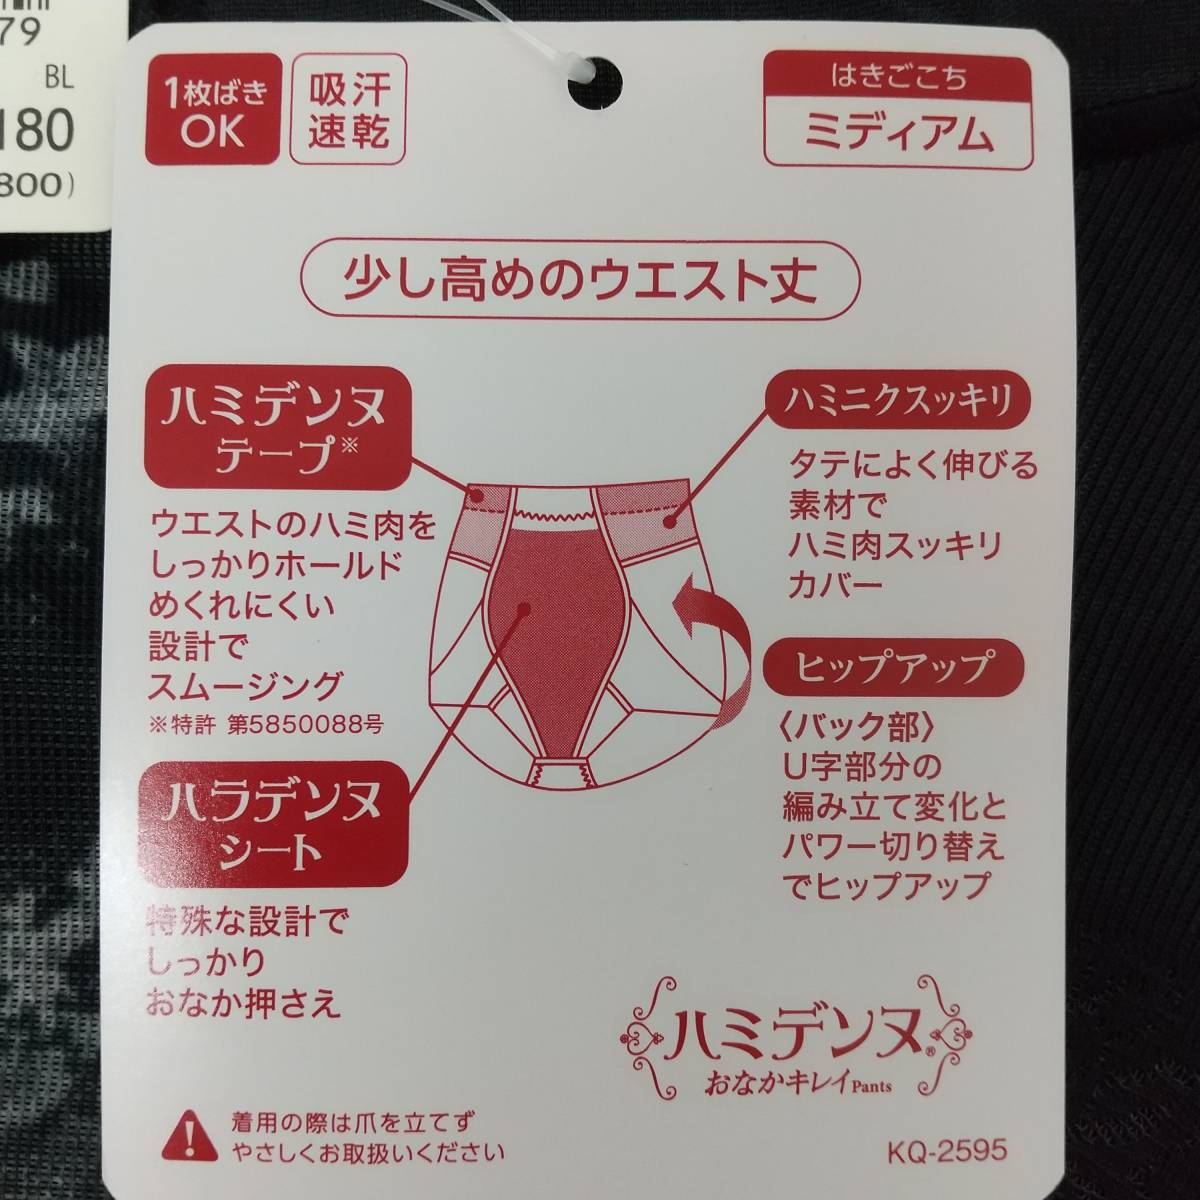 79
BL
180
800)
1枚ばき
OK
吸汗
速乾
はきごこち
ミディアム
少し高めのウエスト丈
ハミデンヌ
テープ※
ウエストのハミ肉を
しっかりホールド
めくれにくい
設計で
スムージング
※特許 第5850088号
ハラデンヌ
シート
特殊な設計で
しっかり
おなか押さえ
ハミニクスッキリ
タテによく伸びる
素材で
ハミ肉スッキリ
カバー
ヒップアップ
〈バック部〉
U字部分の
編み立て変化と
パワー切り替え
でヒップアップ
ハミデンヌ®
おなかキレイPants
着用の際は爪を立てず
やさしくお取扱いください
KQ-2595